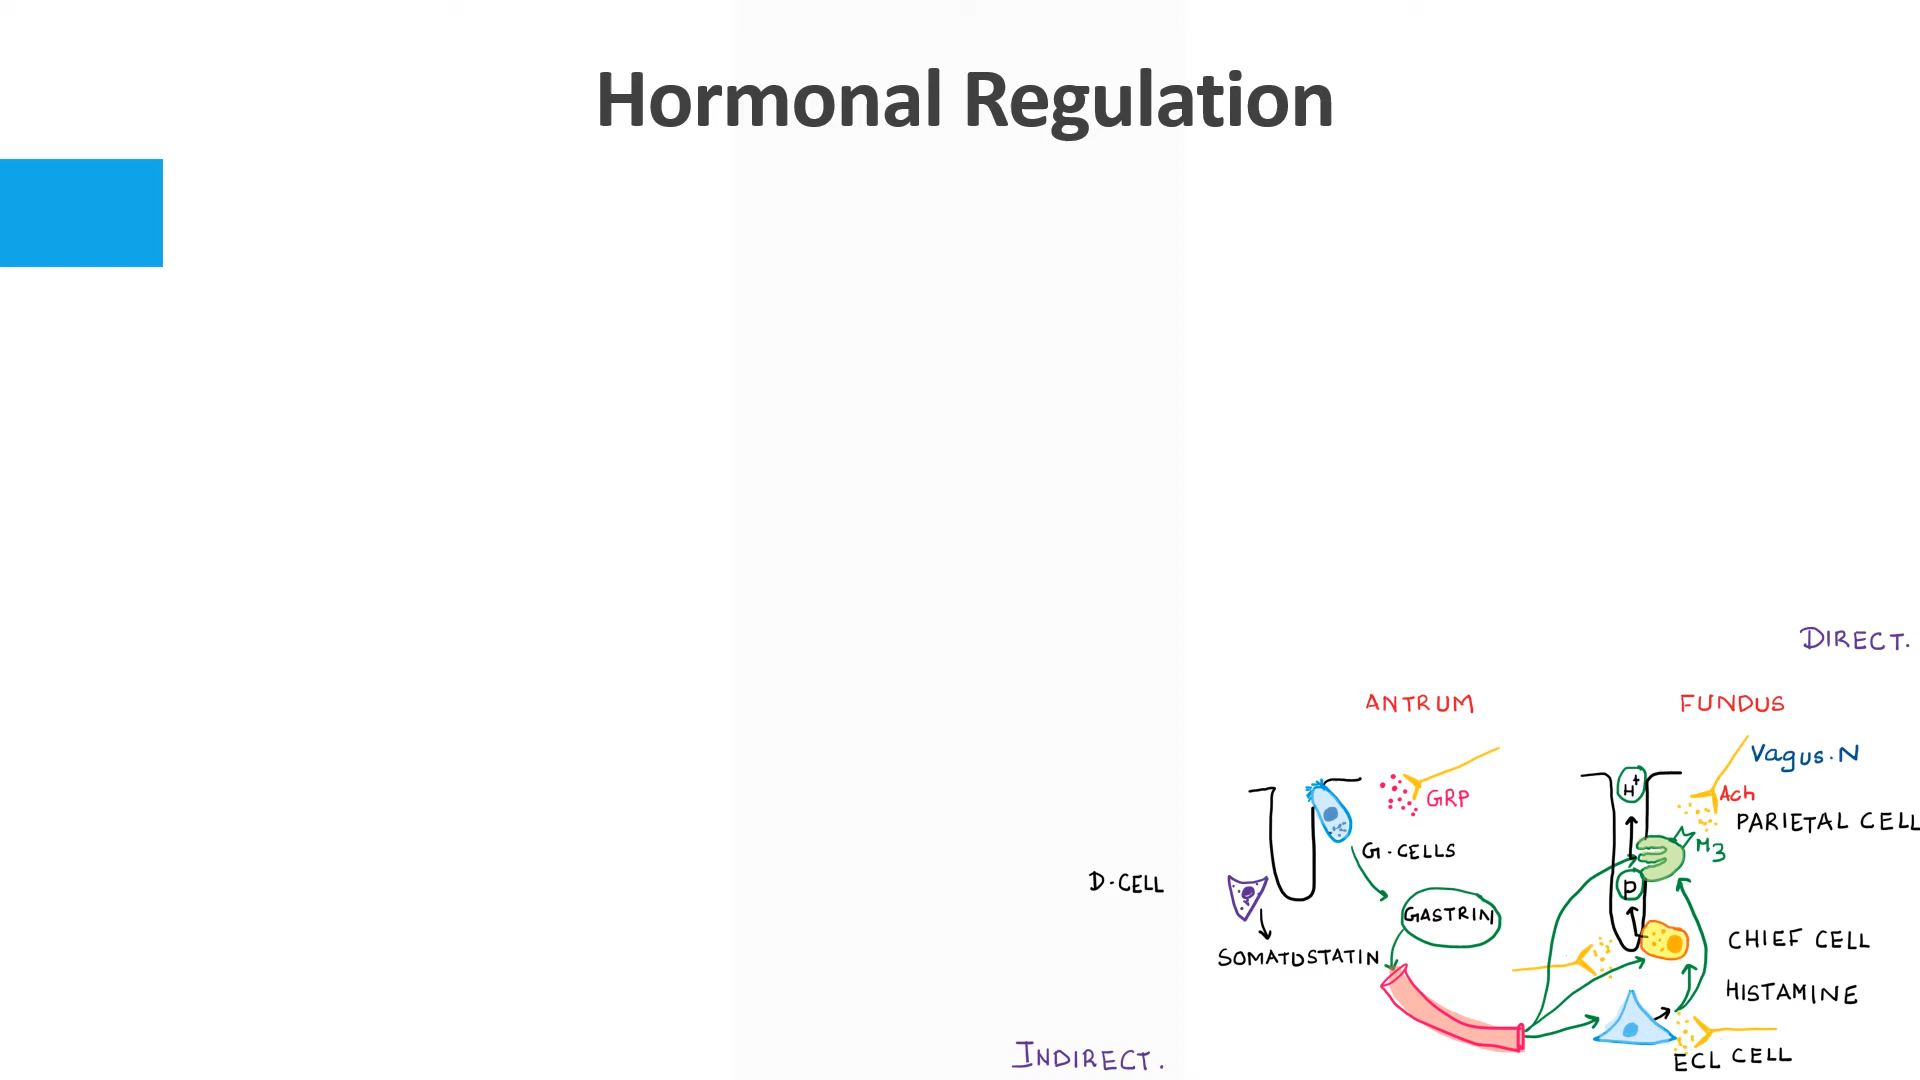 Hormonal Regulation
DIRECT.
ANTRUM
FUNDUS
Vagus.N
H+
GRP
Ach
PARIETAL CELL
G-CELLS
M3
D-CELL
P
GASTRIN
CHIEF CELL
SOMATOSTATIN
HISTAMINE
INDIRECT.
ECL CELL